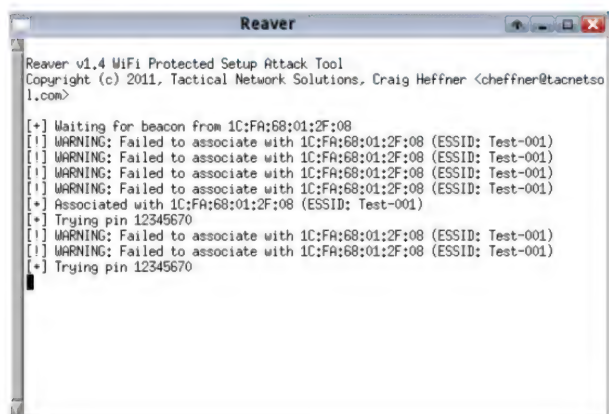 Reaver
Reaver v1.4 WiFi Protected Setup Attack Tool
Copyright (c) 2011, Tactical Network Solutions, Craig Heffner <cheffner@tacnetso
l.com>
[+] Waiting for beacon from 1C:FA:68:01:2F:08
[!] WARNING: Failed to associate with 1C:FA:68:01:2F:08 (ESSID: Test-001)
[!] WARNING: Failed to associate with 1C:FA:68:01:2F:08 (ESSID: Test-001)
[!] WARNING: Failed to associate with 1C:FA:68:01:2F:08 (ESSID: Test-001)
[!] WARNING: Failed to associate with 1C:FA:68:01:2F:08 (ESSID: Test-001)
[+] Associated with 1C:FA:68:01:2F:08 (ESSID: Test-001)
[+] Trying pin 12345670
[!] WARNING: Failed to associate with 1C:FA:68:01:2F:08 (ESSID: Test-001)
[!] WARNING: Failed to associate with 1C:FA:68:01:2F:08 (ESSID: Test-001)
[+] Trying pin 12345670